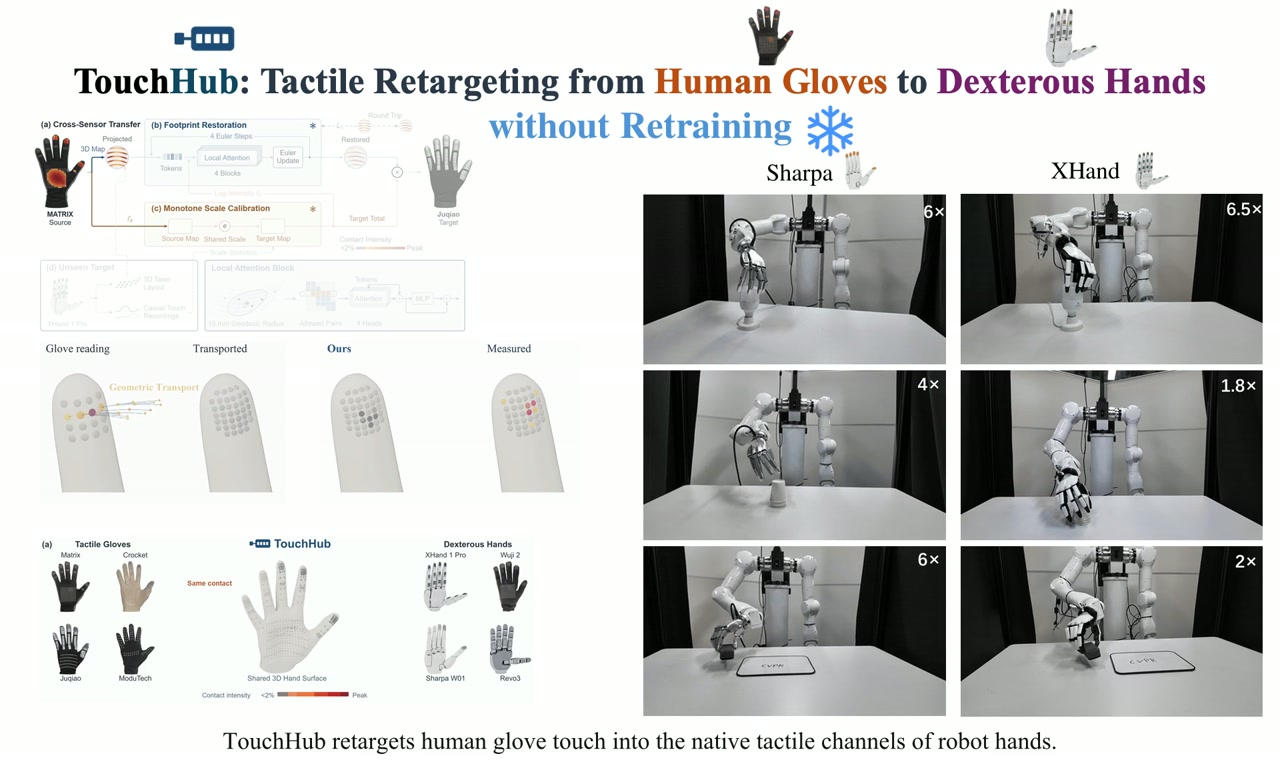 TouchHub: Tactile Retargeting from Human Gloves to Dexterous Hands
without Retraining
(a) Cross-Sensor Transfer
3D Map
Projected
MATRIX
Source
(b) Footprint Restoration
4 Euler Steps
Tokens
Local Attention
4 Blocks
Euler
Update
Round Trip
Restored
Juqiao
Target
(c) Monotone Scale Calibration
Source Map
Shared Scale
Target Map
Target Total
Contact Intensity
<2%
Peak
(d) Unseen Target
3D Taxel
Layout
Casual Touch
Recordings
XHand 1 Pro
Local Attention Block
Tokens
Attention
MLP
Allowed Pairs
4 Heads
Glove reading
Transported
Ours
Measured
Geometric Transport
(a)
Tactile Gloves
Matrix
Crocket
Juqiao
ModuTech
TouchHub
Same contact
Shared 3D Hand Surface
Contact intensity
<2%
Peak
Dexterous Hands
XHand 1 Pro
Wuji 2
Sharpa W01
Revo3
Sharpa
XHand
6×
6.5×
4×
1.8×
6×
CVPR
2×
CVPR
TouchHub retargets human glove touch into the native tactile channels of robot hands.